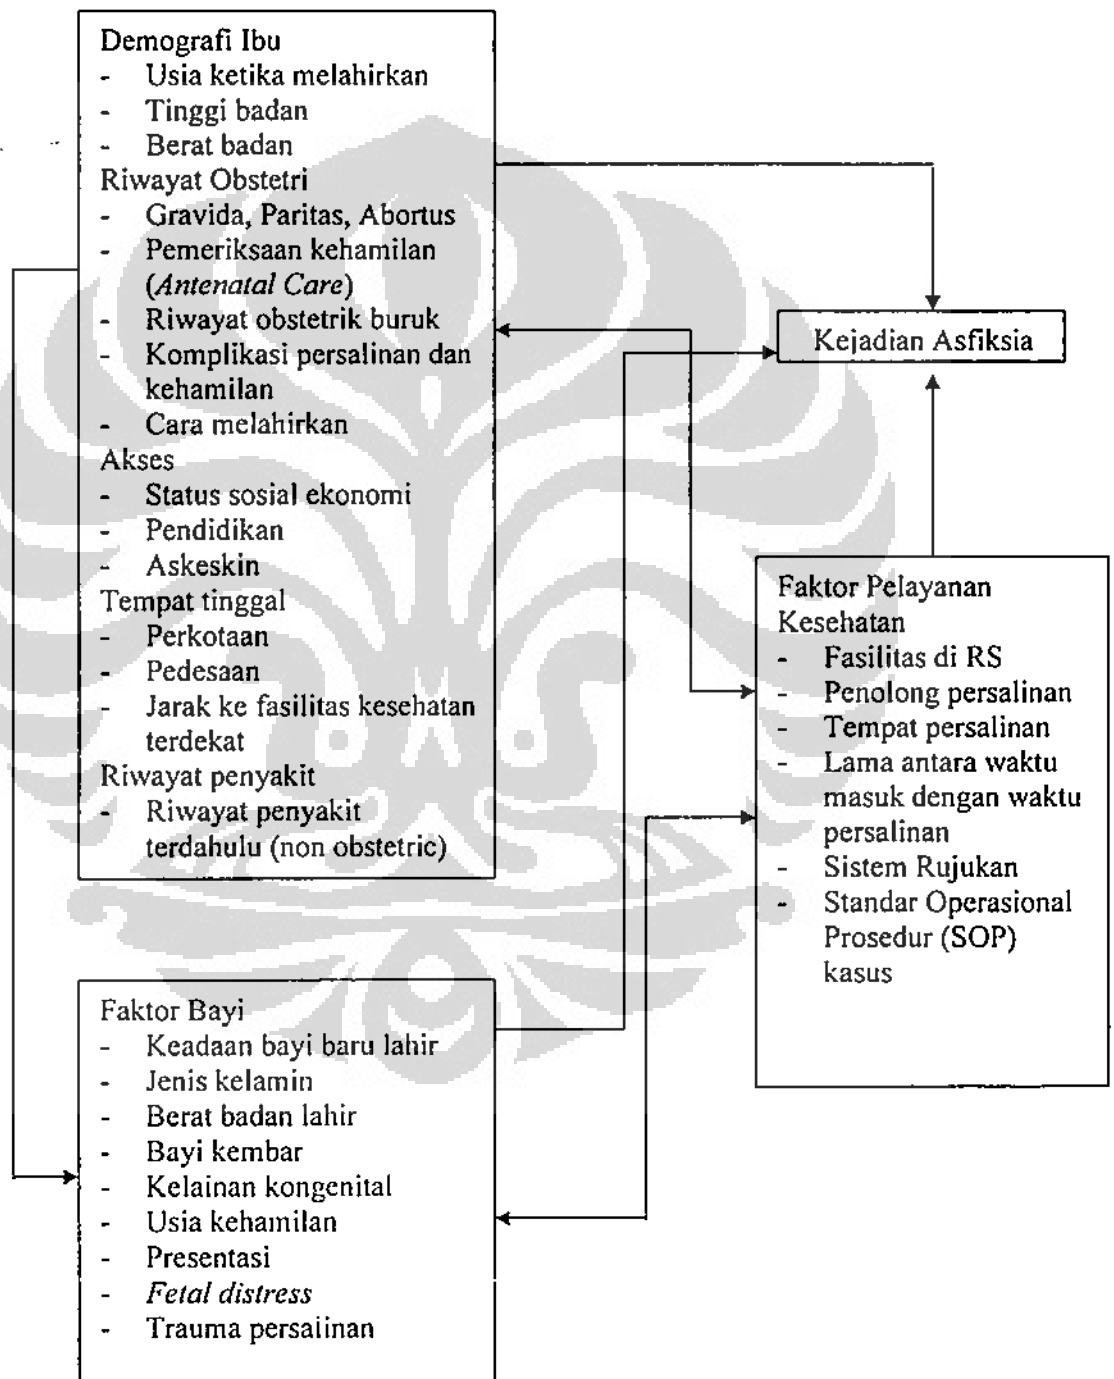 Demografi Ibu
- Usia ketika melahirkan
- Tinggi badan
- Berat badan
Riwayat Obstetri
- Gravida, Paritas, Abortus
- Pemeriksaan kehamilan
(Antenatal Care)
- Riwayat obstetrik buruk
- Komplikasi persalinan dan
kehamilan
- Cara melahirkan
Akses
- Status sosial ekonomi
- Pendidikan
- Askeskin
Tempat tinggal
- Perkotaan
- Pedesaan
- Jarak ke fasilitas kesehatan
terdekat
Riwayat penyakit
- Riwayat penyakit
terdahulu (non obstetric)
Kejadian Asfiksia
Faktor Pelayanan
Kesehatan
- Fasilitas di RS
- Penolong persalinan
- Tempat persalinan
- Lama antara waktu
masuk dengan waktu
persalinan
- Sistem Rujukan
- Standar Operasional
Prosedur (SOP)
kasus
Faktor Bayi
- Keadaan bayi baru lahir
- Jenis kelamin
- Berat badan lahir
- Bayi kembar
- Kelainan kongenital
- Usia kehamilan
- Presentasi
- Fetal distress
- Trauma persalinan